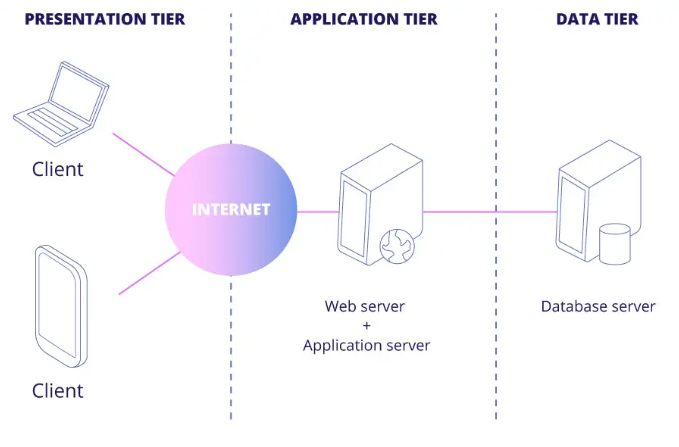 PRESENTATION TIER
APPLICATION TIER
DATA TIER
Client
INTERNET
Web server
+
Application server
Database server
Client